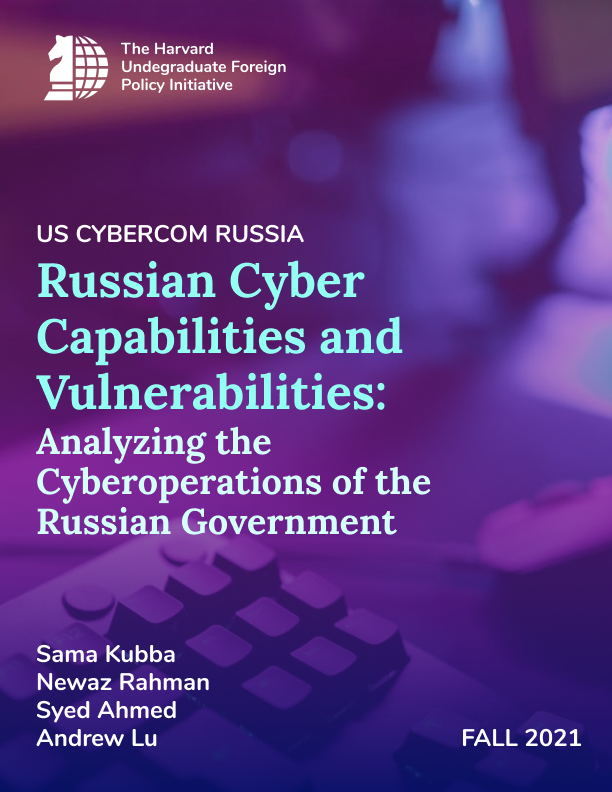 The Harvard
Undegraduate Foreign
Policy Initiative
US CYBERCOM RUSSIA
Russian Cyber
Capabilities and
Vulnerabilities:
Analyzing the
Cyberoperations of the
Russian Government
Sama Kubba
Newaz Rahman
Syed Ahmed
Andrew Lu
FALL 2021